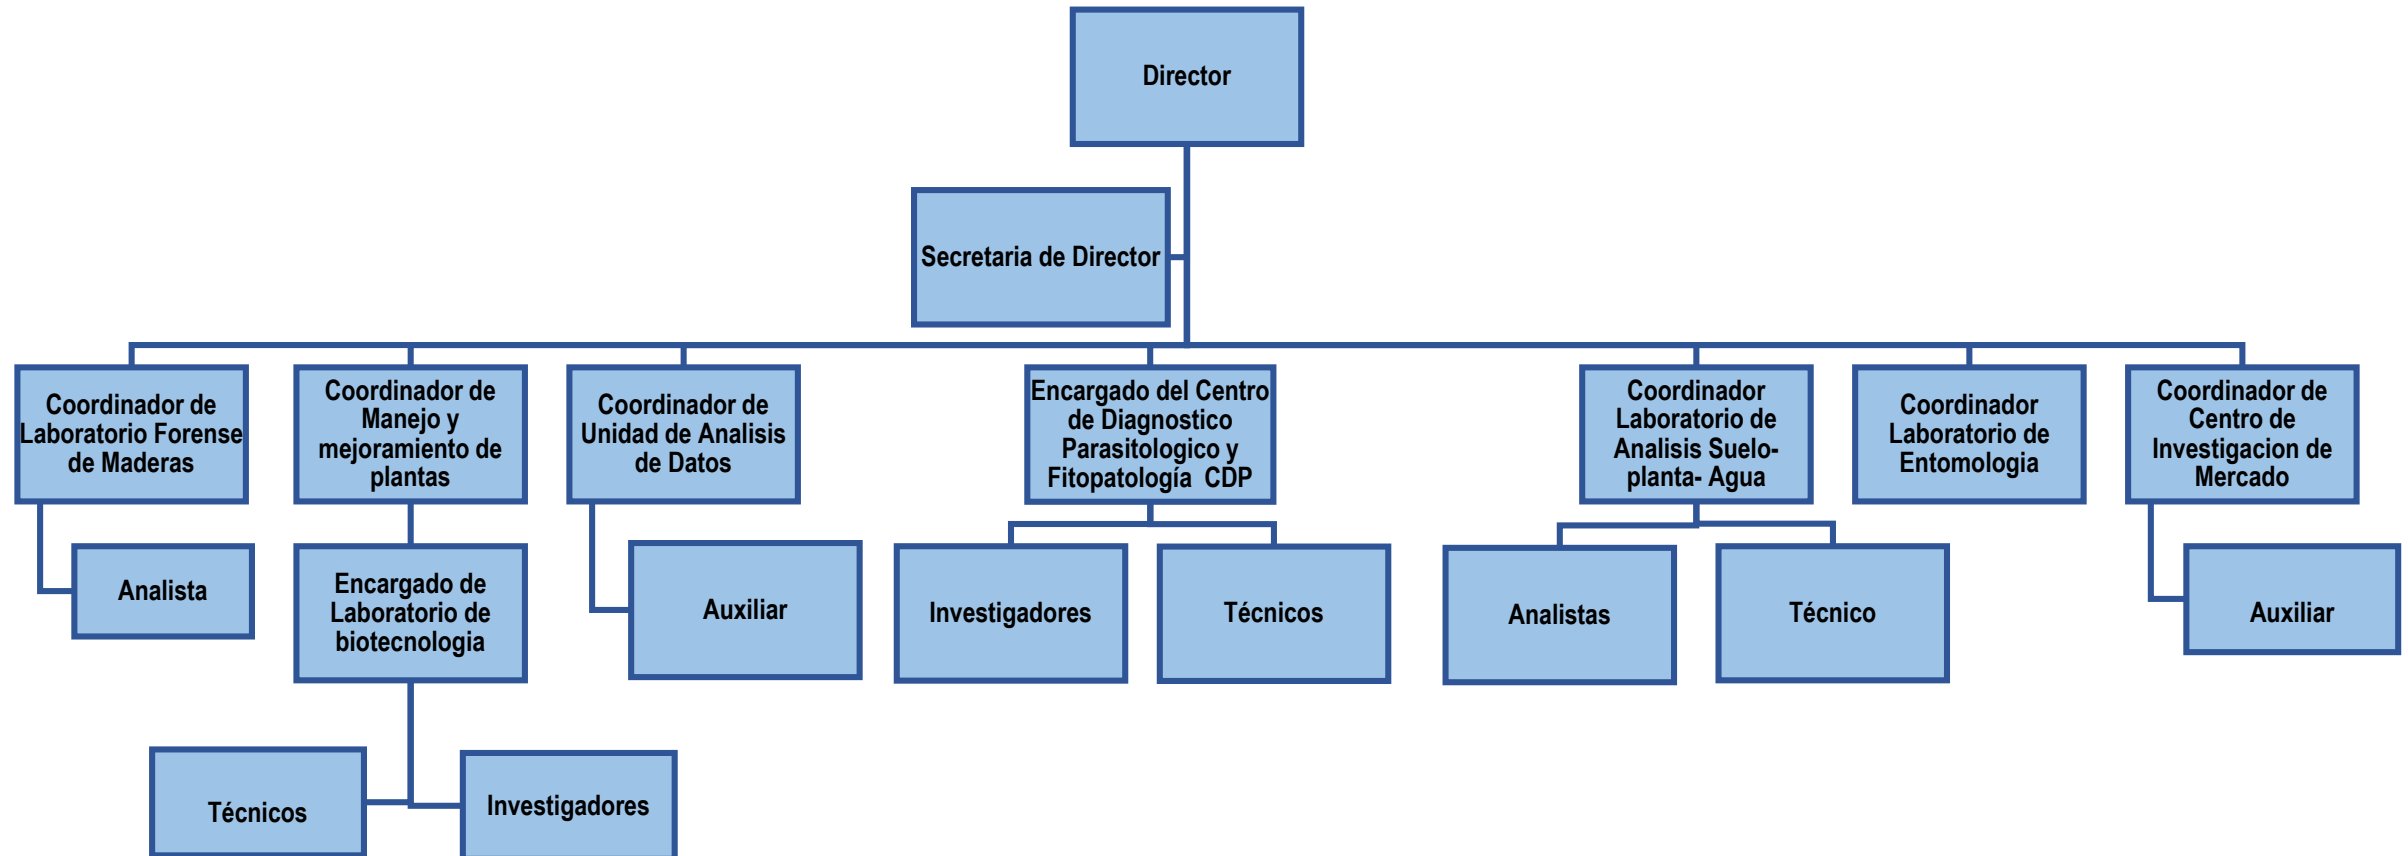 Director
Secretaria de Director
Coordinador de
Laboratorio Forense
de Maderas
Coordinador de
Manejo y
mejoramiento de
plantas
Coordinador de
Unidad de Analisis
de Datos
Encargado del Centro
de Diagnostico
Parasitologico y
Fitopatología  CDP
Coordinador
Laboratorio de
Analisis Suelo-
planta- Agua
Coordinador
Laboratorio de
Entomologia
Coordinador de
Centro de
Investigacion de
Mercado
Analista
Encargado de
Laboratorio de
biotecnologia
Auxiliar
Investigadores
Técnicos
Analistas
Técnico
Auxiliar
Técnicos
Investigadores